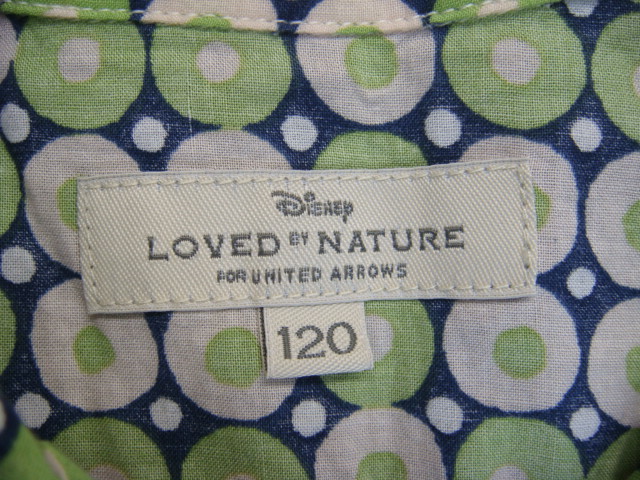 Disney
LOVED BY NATURE
FOR UNITED ARROWS
120